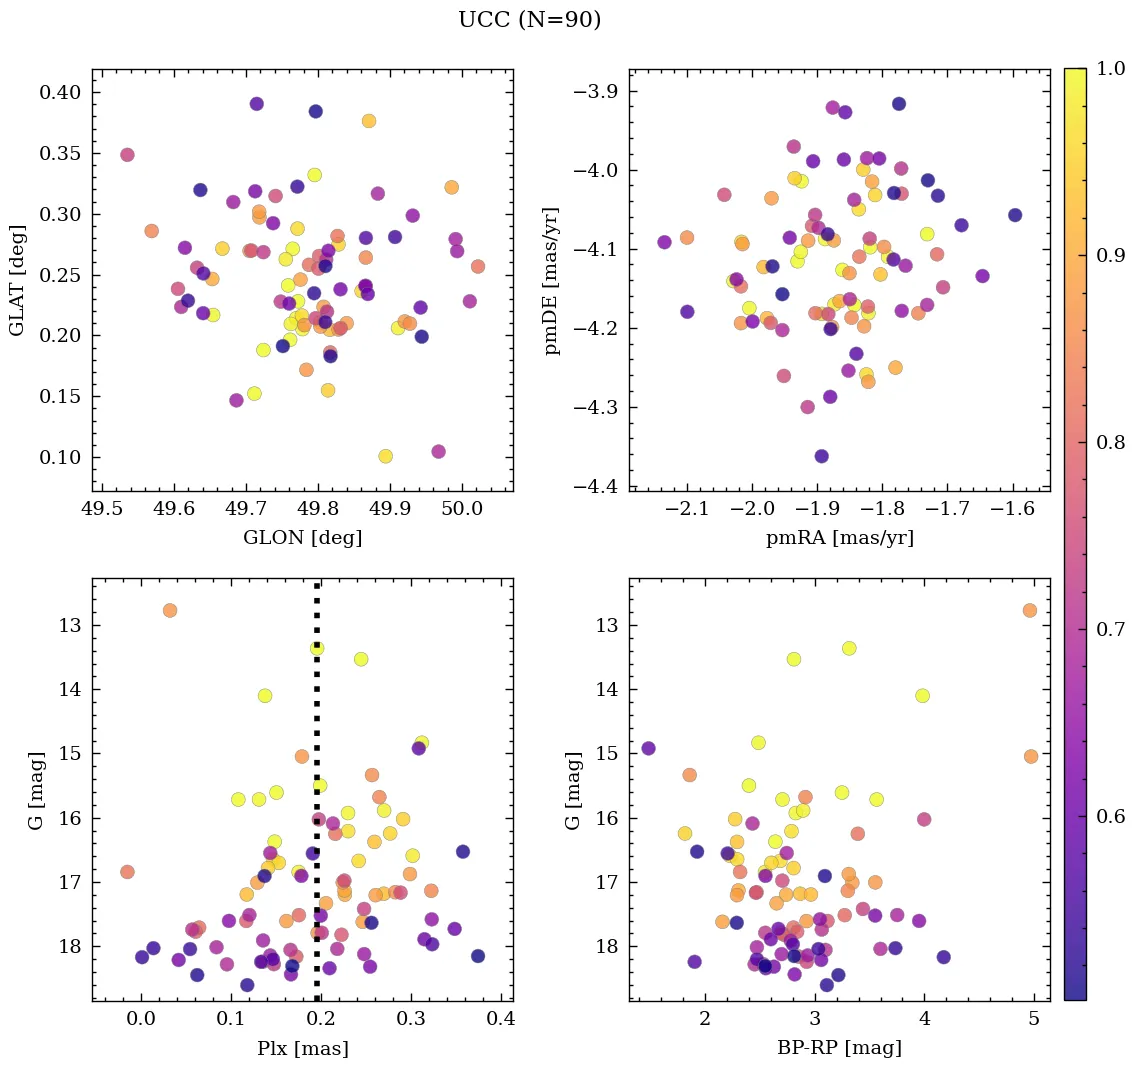 UCC (N=90)
0.40
0.35
0.30
0.25
0.20
0.15
0.10
GLAT [deg]
49.5 49.6 49.7 49.8 49.9 50.0
GLON [deg]
−3.9
−4.0
−4.1
−4.2
−4.3
−4.4
pmDE [mas/yr]
−2.1 −2.0 −1.9 −1.8 −1.7 −1.6
pmRA [mas/yr]
1.0
0.9
0.8
0.7
0.6
13
14
15
16
17
18
G [mag]
0.0 0.1 0.2 0.3 0.4
Plx [mas]
13
14
15
16
17
18
G [mag]
2 3 4 5
BP-RP [mag]